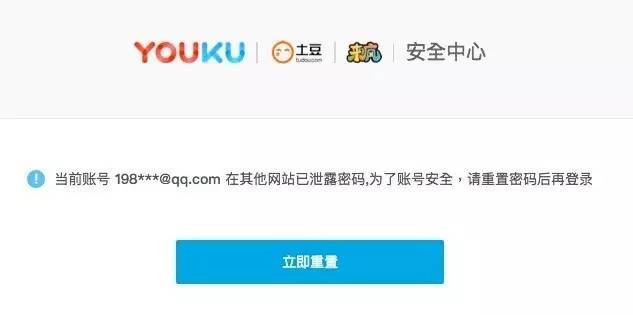 YOUKU 土豆 来疯 安全中心
tudou.com
当前账号 198***@qq.com 在其他网站已泄露密码,为了账号安全，请重置密码后再登录
立即重置